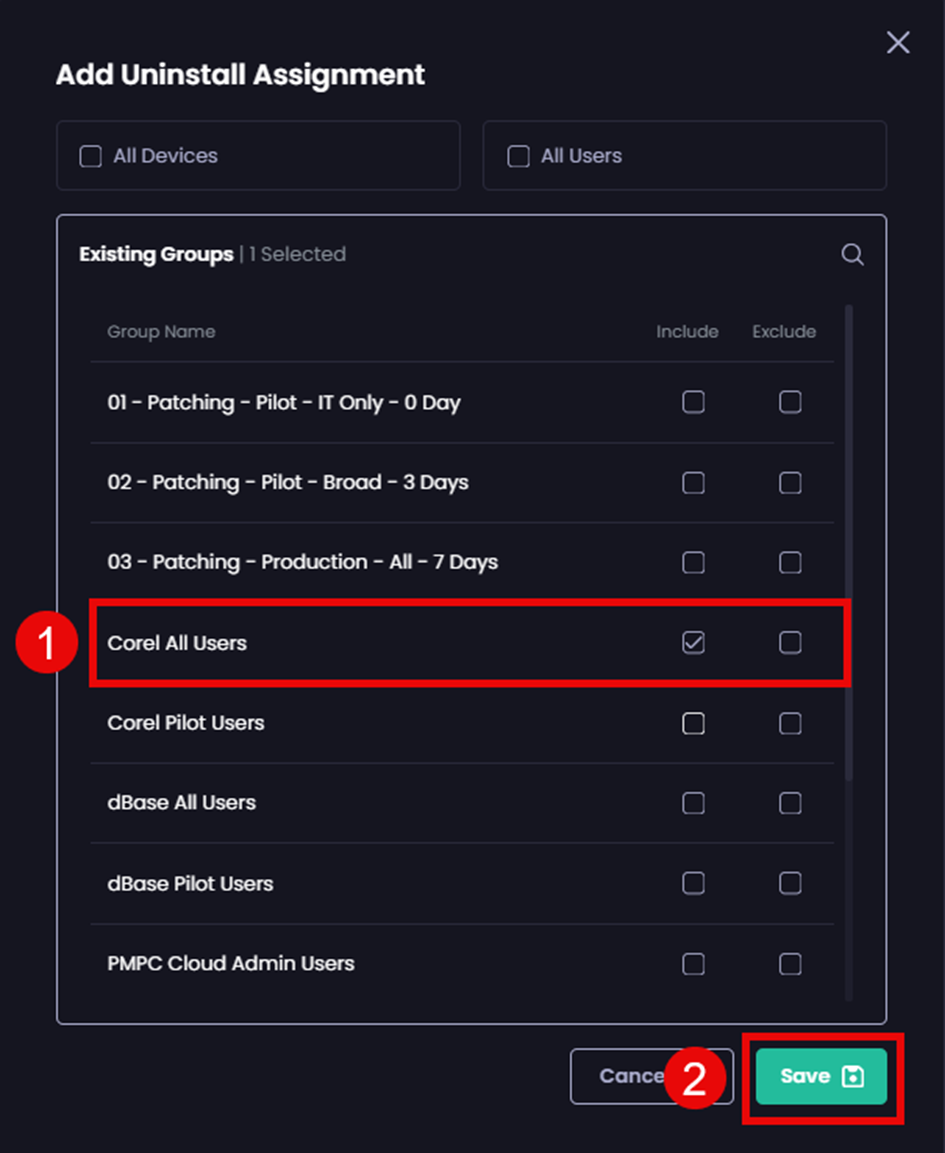 Add Uninstall Assignment
All Devices
All Users
Existing Groups | 1 Selected
Group Name Include Exclude
01 - Patching - Pilot - IT Only - 0 Day
02 - Patching - Pilot - Broad - 3 Days
03 - Patching - Production - All - 7 Days
1
Corel All Users
Corel Pilot Users
dBase All Users
dBase Pilot Users
PMPC Cloud Admin Users
Cance
2
Save